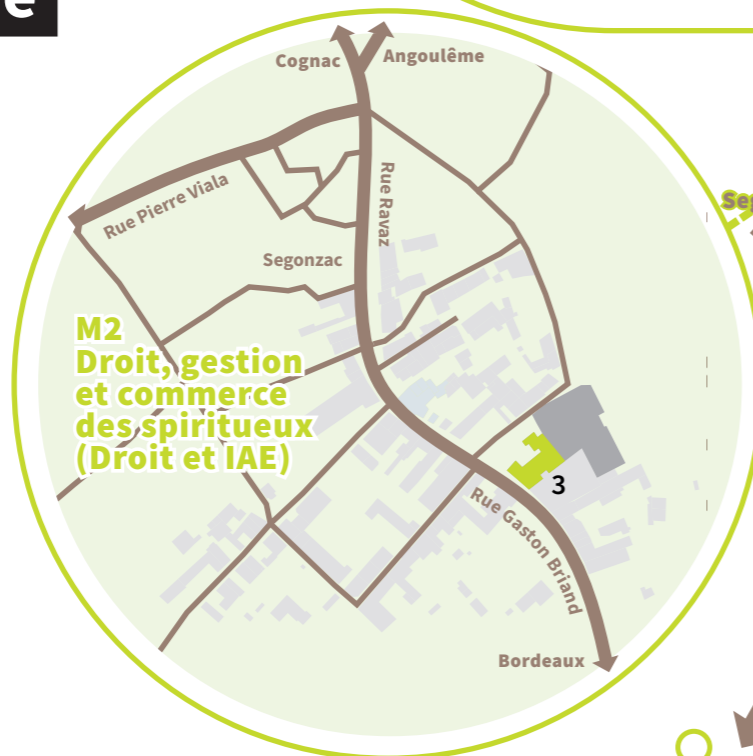 e
Cognac
Angoulême
Rue Pierre Viala
Rue Ravaz
Seg
Segonzac
M2
Droit, gestion
et commerce
des spiritueux
(Droit et IAE)
3
Rue Gaston Briand
Bordeaux